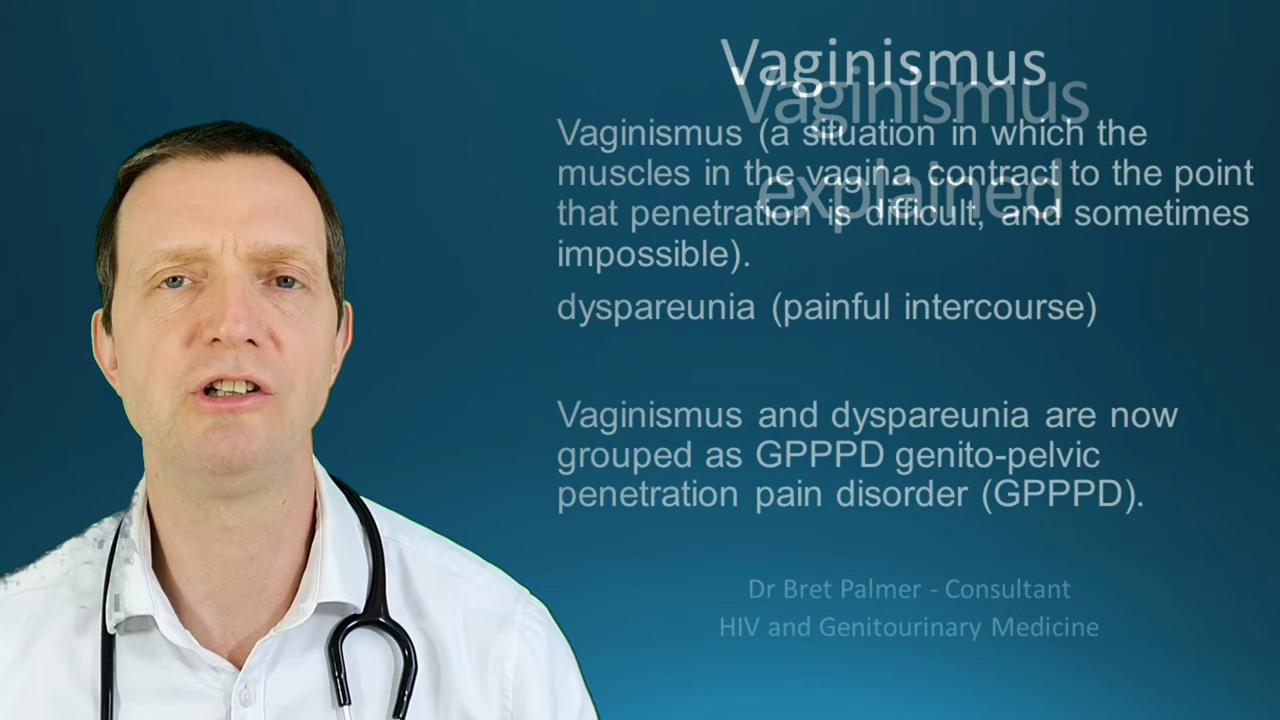 Vaginismus
Vaginismus
explained
Vaginismus (a situation in which the
muscles in the vagina contract to the point
that penetration is difficult, and sometimes
impossible).
dyspareunia (painful intercourse)
Vaginismus and dyspareunia are now
grouped as GPPPD genito-pelvic
penetration pain disorder (GPPPD).
Dr Bret Palmer - Consultant
HIV and Genitourinary Medicine